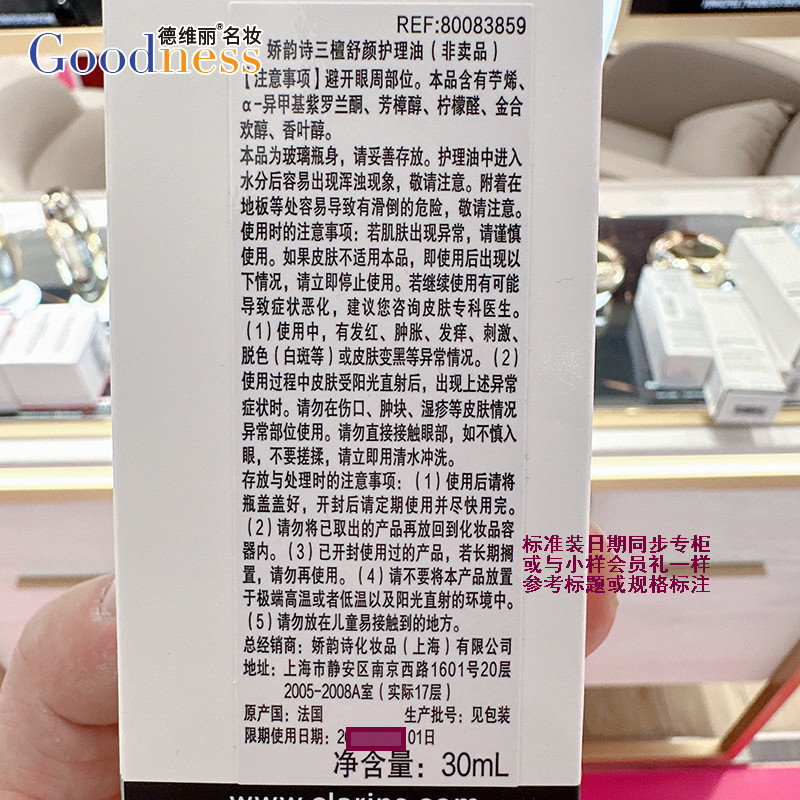 德维丽®名妆
Goodness
REF:80083859
娇韵诗三檀舒颜护理油（非卖品）
【注意事项】避开眼周部位。本品含有苧烯、
α-异甲基紫罗兰酮、芳樟醇、柠檬醛、金合
欢醇、香叶醇。
本品为玻璃瓶身，请妥善存放。护理油中进入
水分后容易出现浑浊现象，敬请注意。附着在
地板等处容易导致有滑倒的危险，敬请注意。
使用时的注意事项：若肌肤出现异常，请谨慎
使用。如果皮肤不适用本品，即使用后出现以
下情况，请立即停止使用。若继续使用有可能
导致症状恶化，建议您咨询皮肤专科医生。
（1）使用中，有发红、肿胀、发痒、刺激、
脱色（白斑等）或皮肤变黑等异常情况。（2）
使用过程中皮肤受阳光直射后，出现上述异常
症状时。请勿在伤口、肿块、湿疹等皮肤情况
异常部位使用。请勿直接接触眼部，如不慎入
眼，不要搓揉，请立即用清水冲洗。
存放与处理时的注意事项：（1）使用后请将
瓶盖盖好，开封后请定期使用并尽快用完。
（2）请勿将已取出的产品再放回到化妆品容
器内。（3）已开封使用过的产品，若长期搁
置，请勿再使用。（4）请不要将本产品放置
于极端高温或者低温以及阳光直射的环境中。
（5）请勿放在儿童易接触到的地方。
总经销商：娇韵诗化妆品（上海）有限公司
地址：上海市静安区南京西路1601号20层
2005-2008A室（实际17层）
原产国：法国 生产批号：见包装
限期使用日期：2 01日
净含量：30mL
www.clarins.com
标准装日期同步专柜
或与小样会员礼一样
参考标题或规格标注